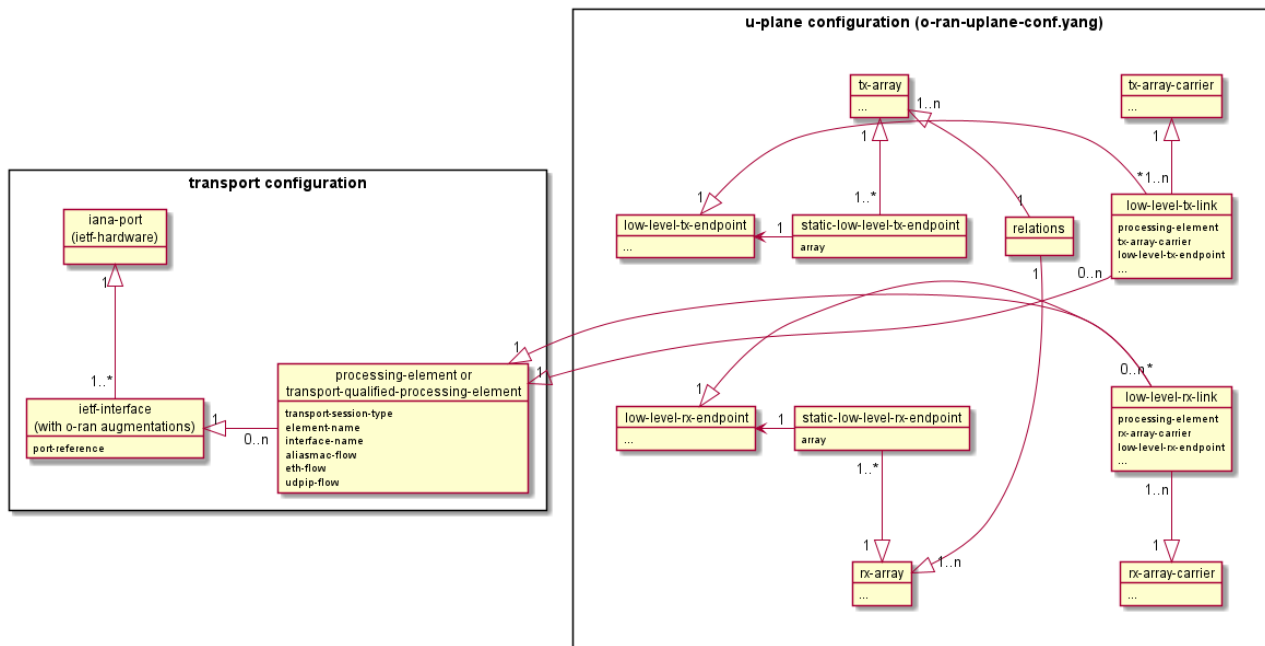 u-plane configuration (o-ran-uplane-conf.yang)
tx-array
...
tx-array-carrier
...
1..n
1
1
transport configuration
*
1..n
iana-port
(ietf-hardware)
1
1..*
1
low-level-tx-link
processing-element
tx-array-carrier
low-level-tx-endpoint
...
low-level-tx-endpoint
...
1
static-low-level-tx-endpoint
array
relations
1
0..n
1
1
1
1..*
processing-element or
transport-qualified-processing-element
transport-session-type
element-name
interface-name
aliasmac-flow
eth-flow
udpip-flow
0..n
*
ietf-interface
(with o-ran augmentations)
port-reference
1
0..n
1
low-level-rx-endpoint
...
1
static-low-level-rx-endpoint
array
low-level-rx-link
processing-element
rx-array-carrier
low-level-rx-endpoint
...
1..*
1..n
1
1..n
1
rx-array
...
rx-array-carrier
...